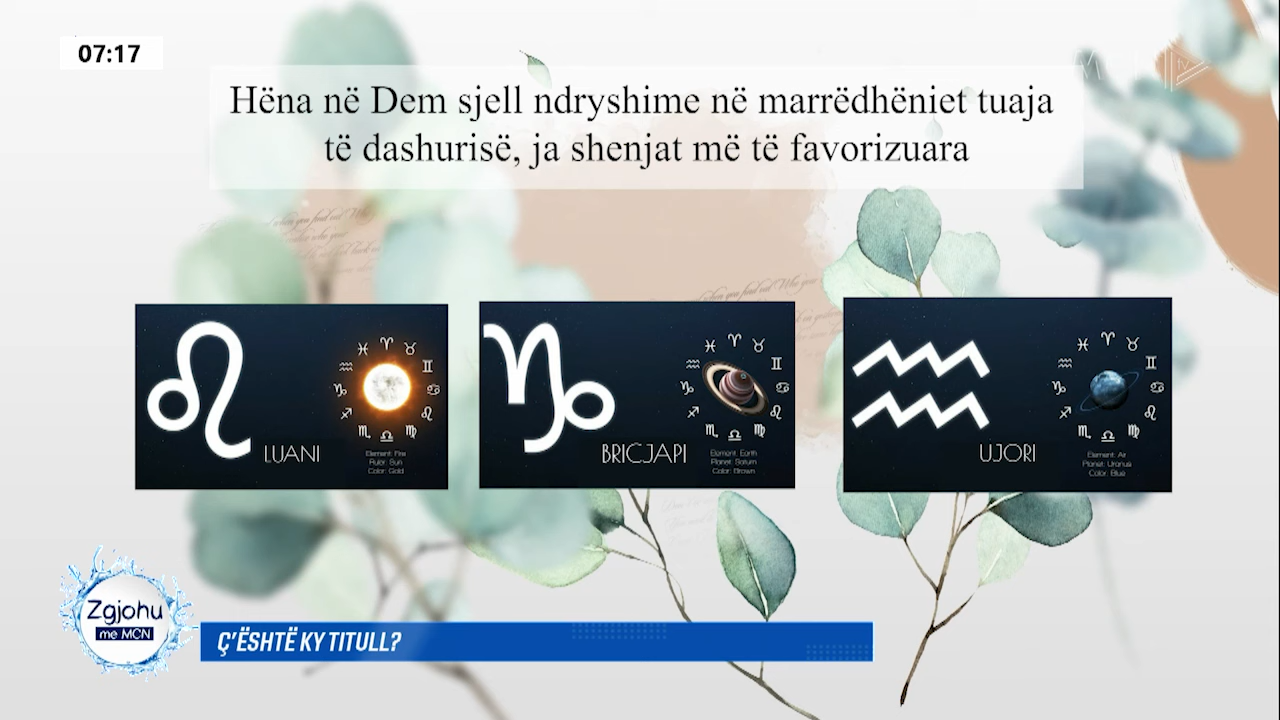 07:17
Hëna në Dem sjell ndryshime në marrëdhëniet tuaja
të dashurisë, ja shenjat më të favorizuara
LUANI
Element: Fire
Ruler: Sun
Color: Gold
BRICJAPI
Element: Earth
Planet: Saturn
Color: Brown
UJORI
Element: Air
Planet: Uranus
Color: Blue
Zgjohu
me MCN
Ç'ËSHTË KY TITULL?